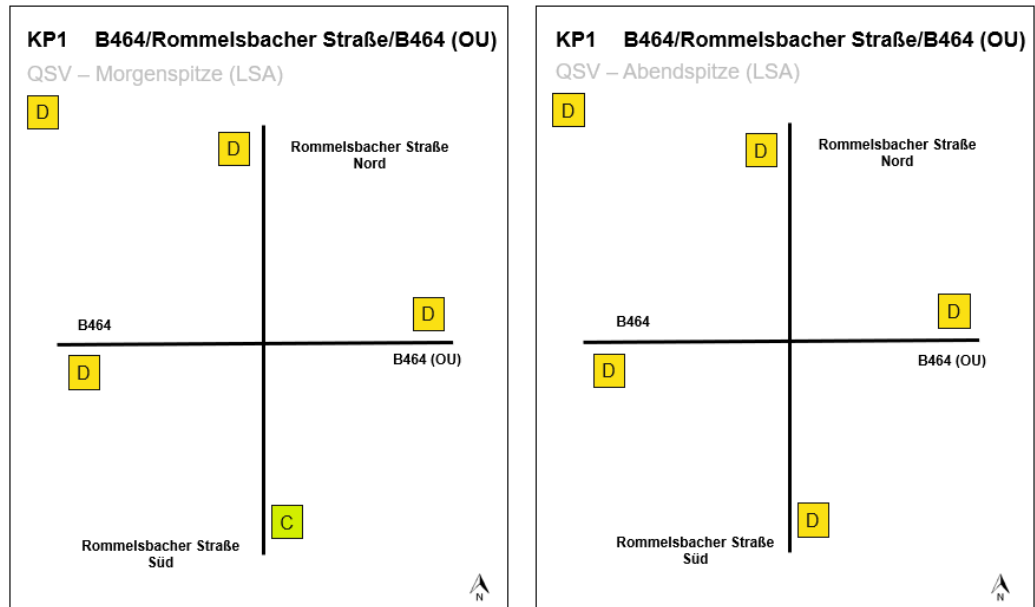 KP1 B464/Rommelsbacher Straße/B464 (OU)
QSV – Morgenspitze (LSA)
D
D
Rommelsbacher Straße
Nord
D
B464
B464 (OU)
D
C
Rommelsbacher Straße
Süd
N
KP1 B464/Rommelsbacher Straße/B464 (OU)
QSV – Abendspitze (LSA)
D
D
Rommelsbacher Straße
Nord
D
B464
B464 (OU)
D
D
Rommelsbacher Straße
Süd
N